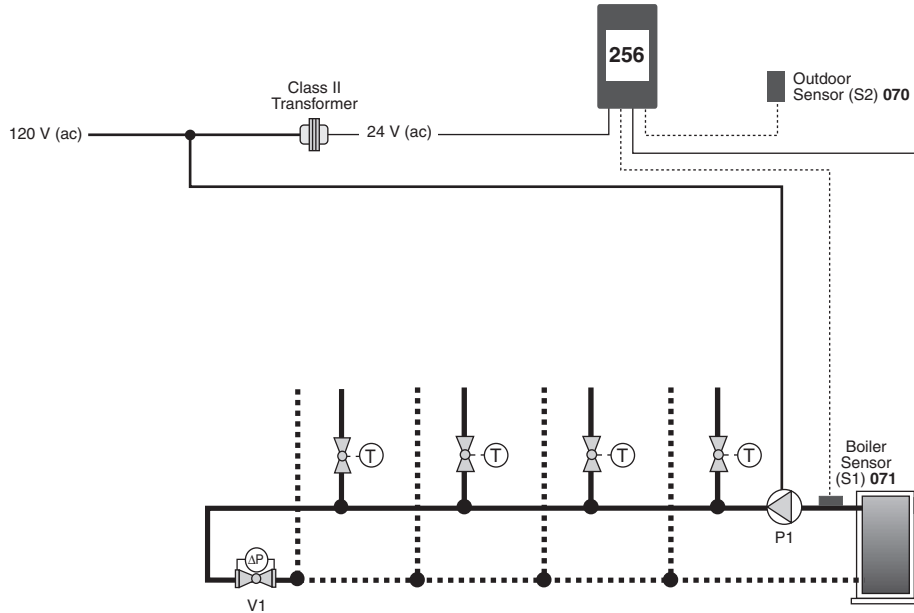 256
Outdoor
Sensor (S2) 070
Class II
Transformer
120 V (ac)
24 V (ac)
T
T
T
T
Boiler
Sensor
(S1) 071
P1
ΔP
V1